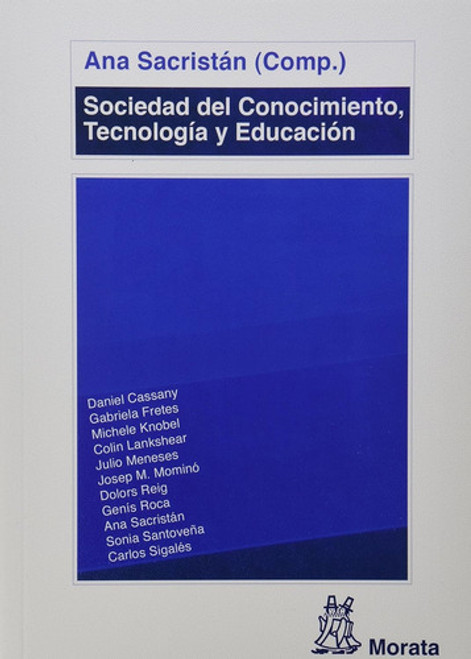 Ana Sacristán (Comp.)
Sociedad del Conocimiento,
Tecnología y Educación
Daniel Cassany
Gabriela Fretes
Michele Knobel
Colin Lankshear
Julio Meneses
Josep M. Mominó
Dolors Reig
Genís Roca
Ana Sacristán
Sonia Santoveña
Carlos Sigalés
Morata